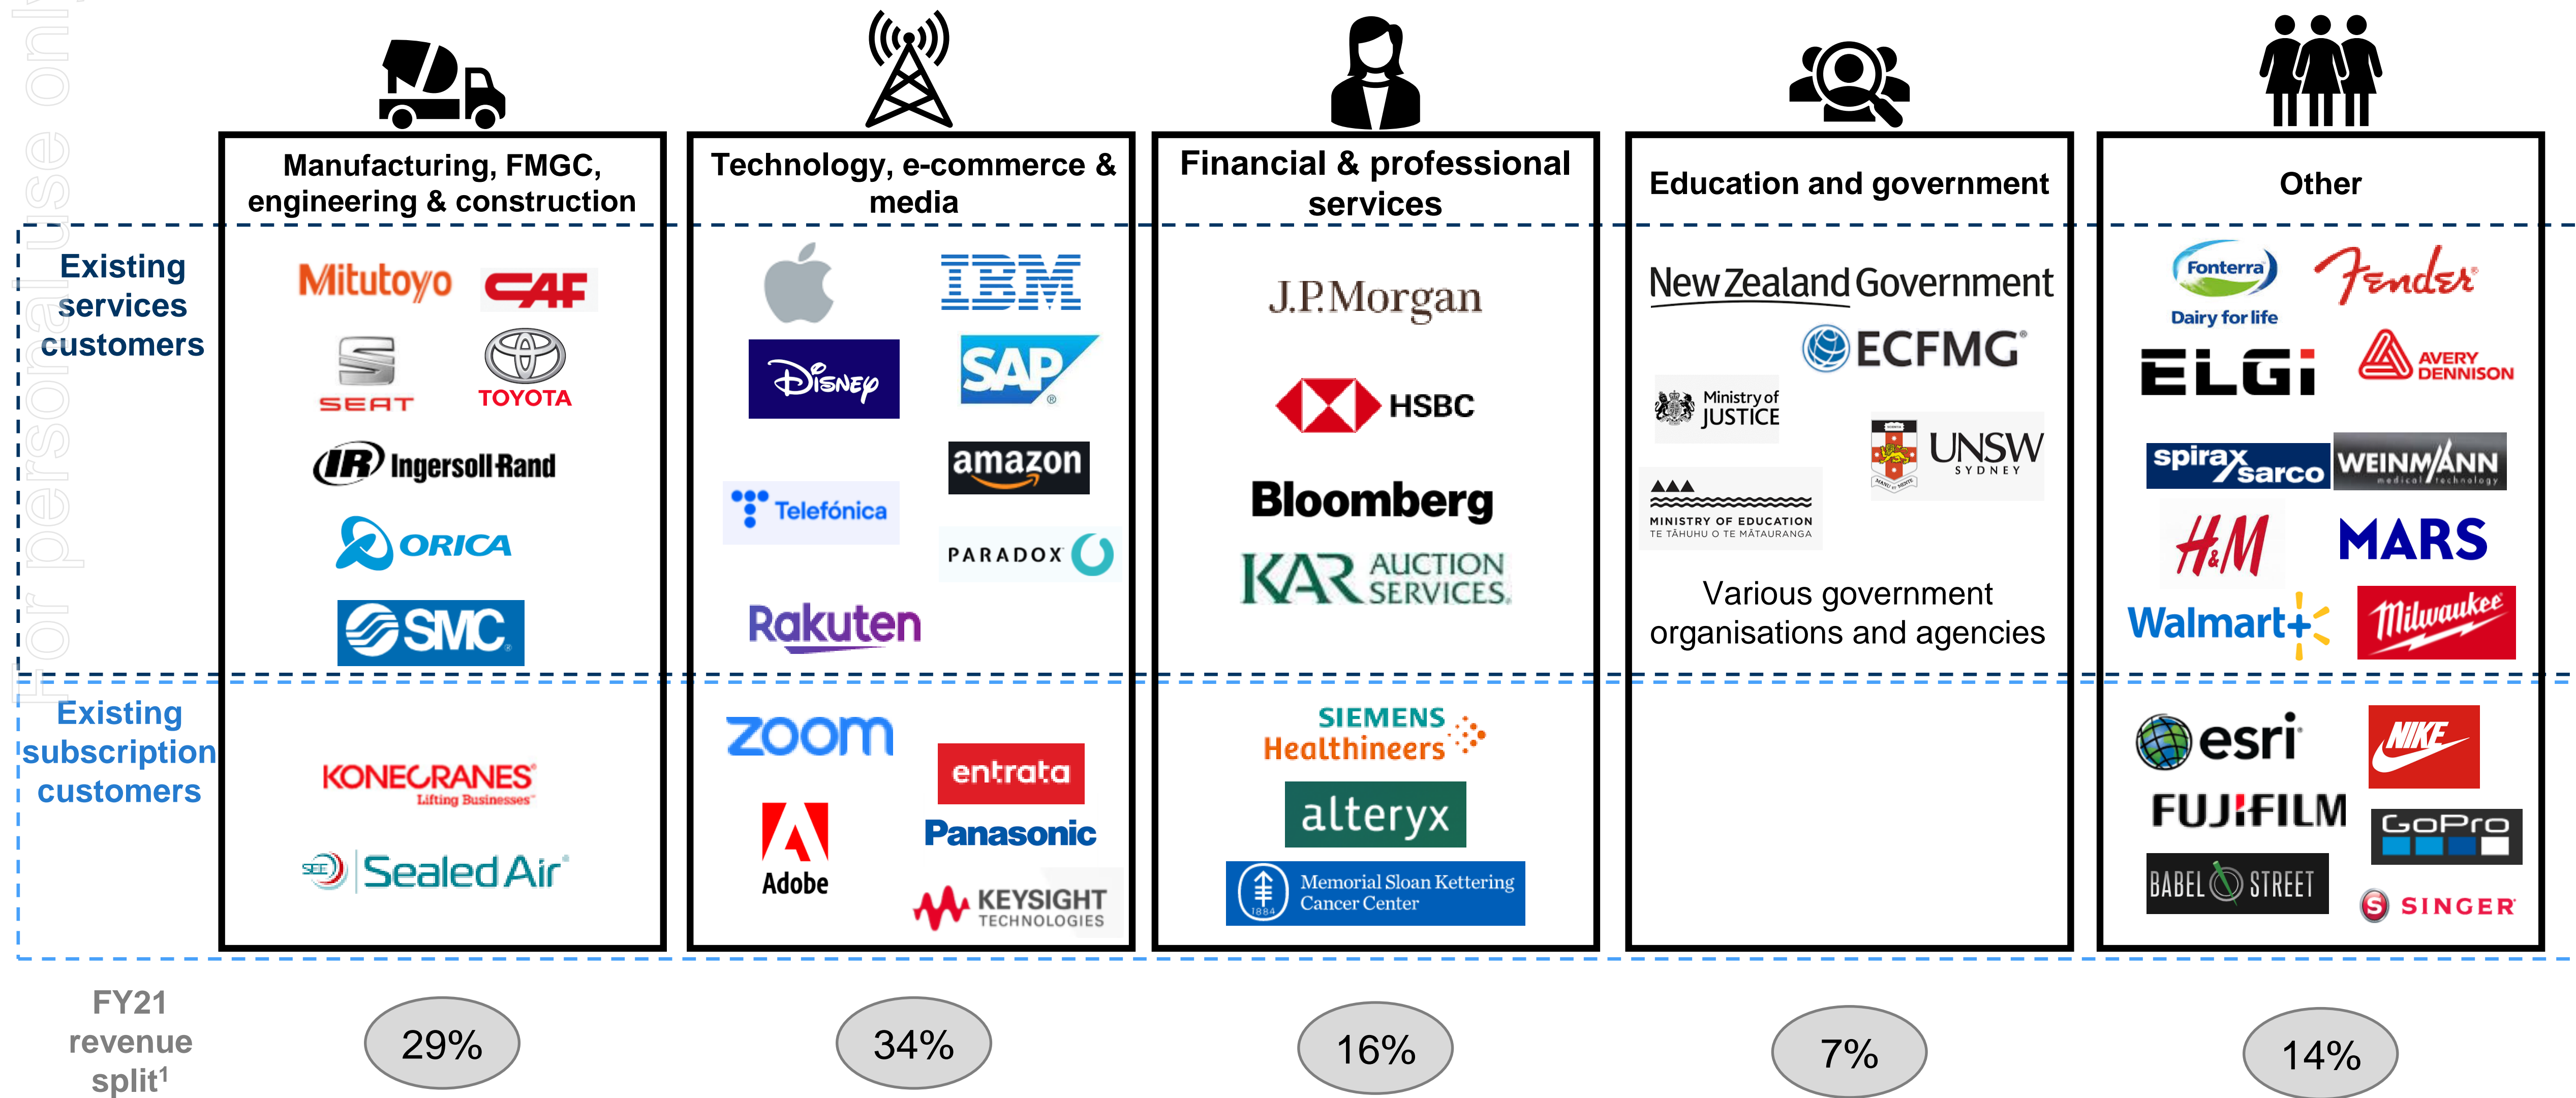 For personal use only
Manufacturing, FMGC,
engineering & construction
Technology, e-commerce &
media
Financial & professional
services
Education and government
Other
Existing
services
customers
Mitutoyo
CAF
SEAT
TOYOTA
IR Ingersoll Rand
ORICA
SMC
IBM
Disney
SAP
amazon
Telefónica
PARADOX
Rakuten
J.P.Morgan
HSBC
Bloomberg
KAR AUCTION
SERVICES
New Zealand Government
ECFMG®
Ministry of
JUSTICE
UNSW
SYDNEY
MANU ET MENTE
MINISTRY OF EDUCATION
TE TĀHUHU O TE MĀTAURANGA
Various government
organisations and agencies
Fonterra
Dairy for life
Fender®
ELGi
AVERY
DENNISON
spirax
sarco
WEINMANN
medical technology
H&M
MARS
Walmart+
Milwaukee
Existing
subscription
customers
KONECRANES®
Lifting Businesses™
SEE Sealed Air®
zoom
entrata
Adobe
Panasonic
KEYSIGHT
TECHNOLOGIES
SIEMENS
Healthineers
alteryx
1884
Memorial Sloan Kettering
Cancer Center
esri
NIKE
FUJIFILM
GoPro
BABEL STREET
S SINGER
FY21
revenue
split¹
29%
34%
16%
7%
14%